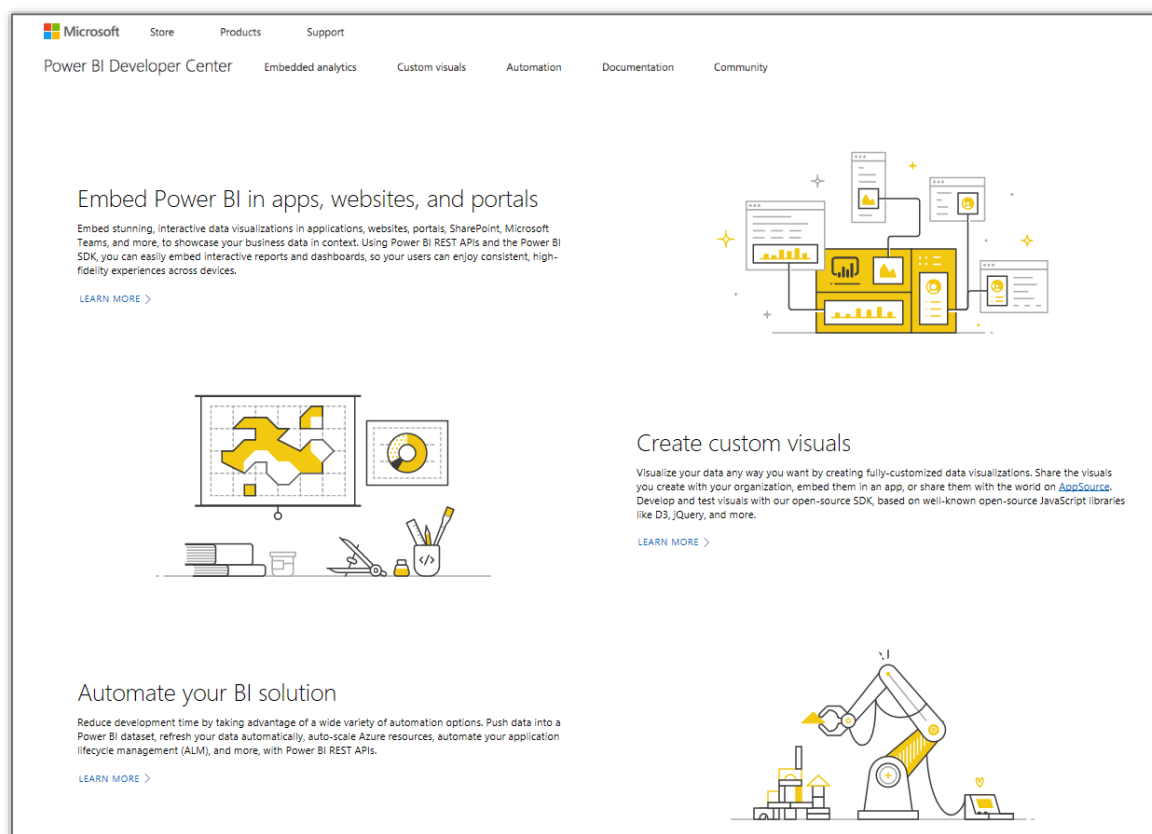 Microsoft Store Products Support
Power BI Developer Center Embedded analytics Custom visuals Automation Documentation Community
Embed Power BI in apps, websites, and portals
Embed stunning, interactive data visualizations in applications, websites, portals, SharePoint, Microsoft
Teams, and more, to showcase your business data in context. Using Power BI REST APIs and the Power BI
SDK, you can easily embed interactive reports and dashboards, so your users can enjoy consistent, high-
fidelity experiences across devices.
LEARN MORE >
Create custom visuals
Visualize your data any way you want by creating fully-customized data visualizations. Share the visuals
you create with your organization, embed them in an app, or share them with the world on AppSource.
Develop and test visuals with our open-source SDK, based on well-known open-source JavaScript libraries
like D3, jQuery, and more.
LEARN MORE >
</>
Automate your BI solution
Reduce development time by taking advantage of a wide variety of automation options. Push data into a
Power BI dataset, refresh your data automatically, auto-scale Azure resources, automate your application
lifecycle management (ALM), and more, with Power BI REST APIs.
LEARN MORE >